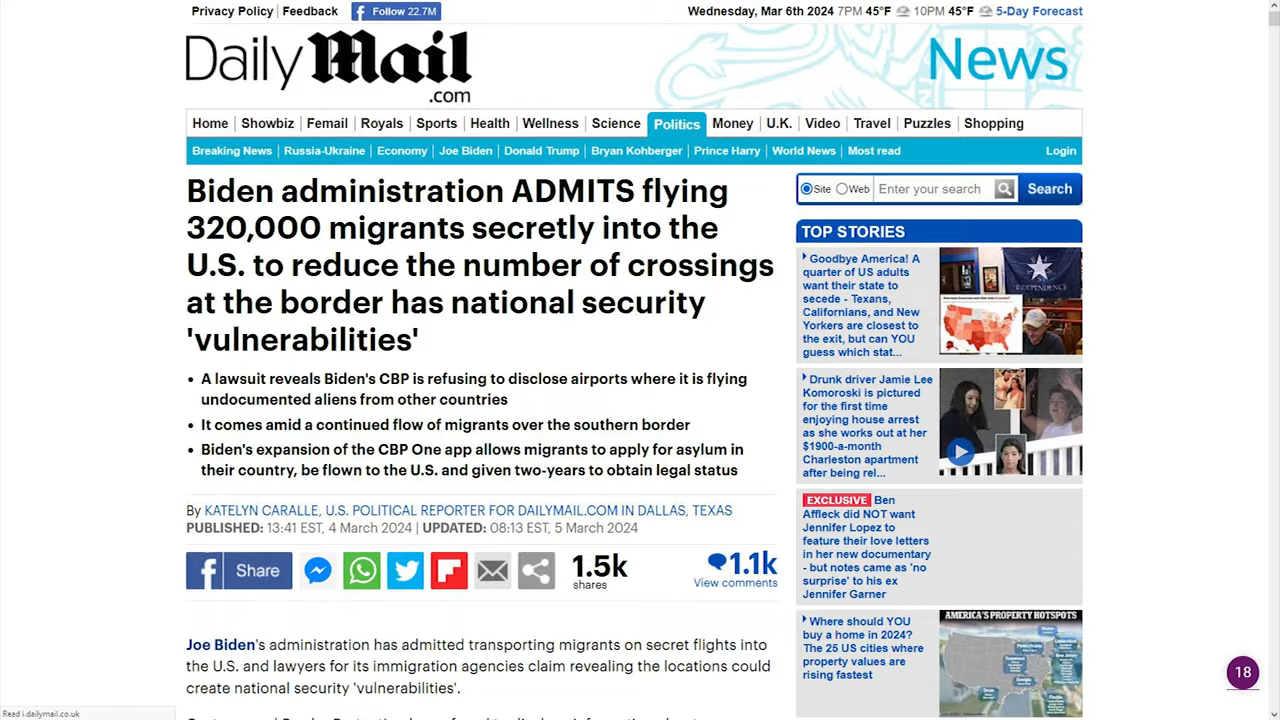 Privacy Policy | Feedback
Follow 22.7M
Wednesday, Mar 6th 2024 7PM 45°F 10PM 45°F 5-Day Forecast
Daily Mail
.com
News
Home | Showbiz | Femail | Royals | Sports | Health | Wellness | Science | Politics | Money | U.K. | Video | Travel | Puzzles | Shopping
Breaking News | Russia-Ukraine | Economy | Joe Biden | Donald Trump | Bryan Kohberger | Prince Harry | World News | Most read
Login
Biden administration ADMITS flying
320,000 migrants secretly into the
U.S. to reduce the number of crossings
at the border has national security
'vulnerabilities'
• A lawsuit reveals Biden's CBP is refusing to disclose airports where it is flying
undocumented aliens from other countries
• It comes amid a continued flow of migrants over the southern border
• Biden's expansion of the CBP One app allows migrants to apply for asylum in
their country, be flown to the U.S. and given two-years to obtain legal status
By KATELYN CARALLE, U.S. POLITICAL REPORTER FOR DAILYMAIL.COM IN DALLAS, TEXAS
PUBLISHED: 13:41 EST, 4 March 2024 | UPDATED: 08:13 EST, 5 March 2024
Share
1.5k
shares
1.1k
View comments
Joe Biden's administration has admitted transporting migrants on secret flights into
the U.S. and lawyers for its immigration agencies claim revealing the locations could
create national security 'vulnerabilities'.
Site Web Enter your search Search
TOP STORIES
Goodbye America! A
quarter of US adults
want their state to
secede - Texans,
Californians, and New
Yorkers are closest to
the exit, but can YOU
guess which stat...
Drunk driver Jamie Lee
Komoroski is pictured
for the first time
enjoying house arrest
as she works out at her
$1900-a-month
Charleston apartment
after being rel...
EXCLUSIVE Ben
Affleck did NOT want
Jennifer Lopez to
feature their love letters
in her new documentary
- but notes came as 'no
surprise' to his ex
Jennifer Garner
Where should YOU
buy a home in 2024?
The 25 US cities where
property values are
rising fastest
AMERICA'S PROPERTY HOTSPOTS
18
Read i.dailymail.co.uk